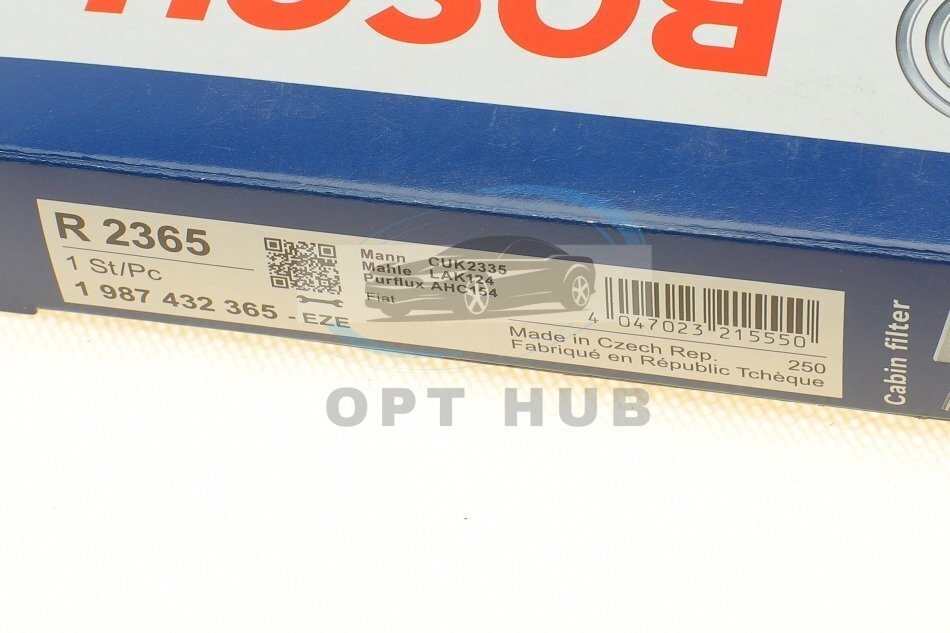 BOSCH
R 2365
1 St/Pc
1 987 432 365 - EZE
Mann CUK2335
Mahle LAK124
Purflux AHC154
Fiat
4 047023 215550
Made in Czech Rep. 250
Fabriqué en Républic Tchèque
Cabin filter
OPT HUB